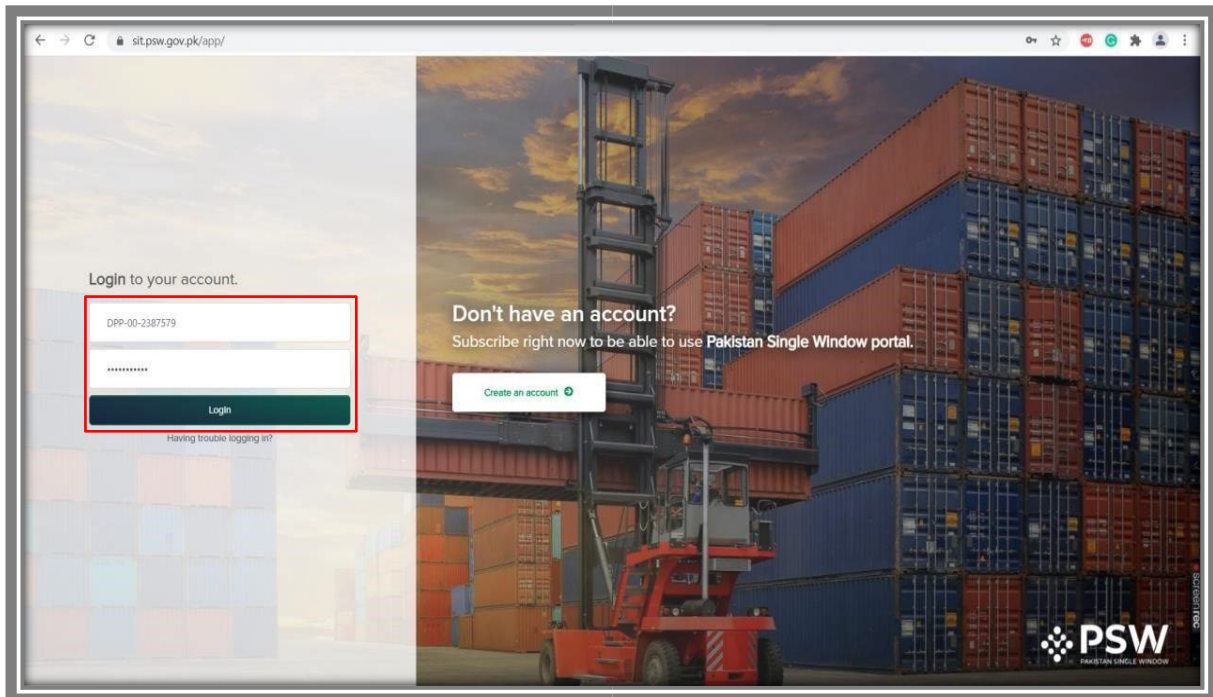 sit.psw.gov.pk/app/
Login to your account.
DPP-00-2387579
•••••••••••
Login
Having trouble logging in?
Don't have an account?
Subscribe right now to be able to use Pakistan Single Window portal.
Create an account
screenrec
PSW
PAKISTAN SINGLE WINDOW